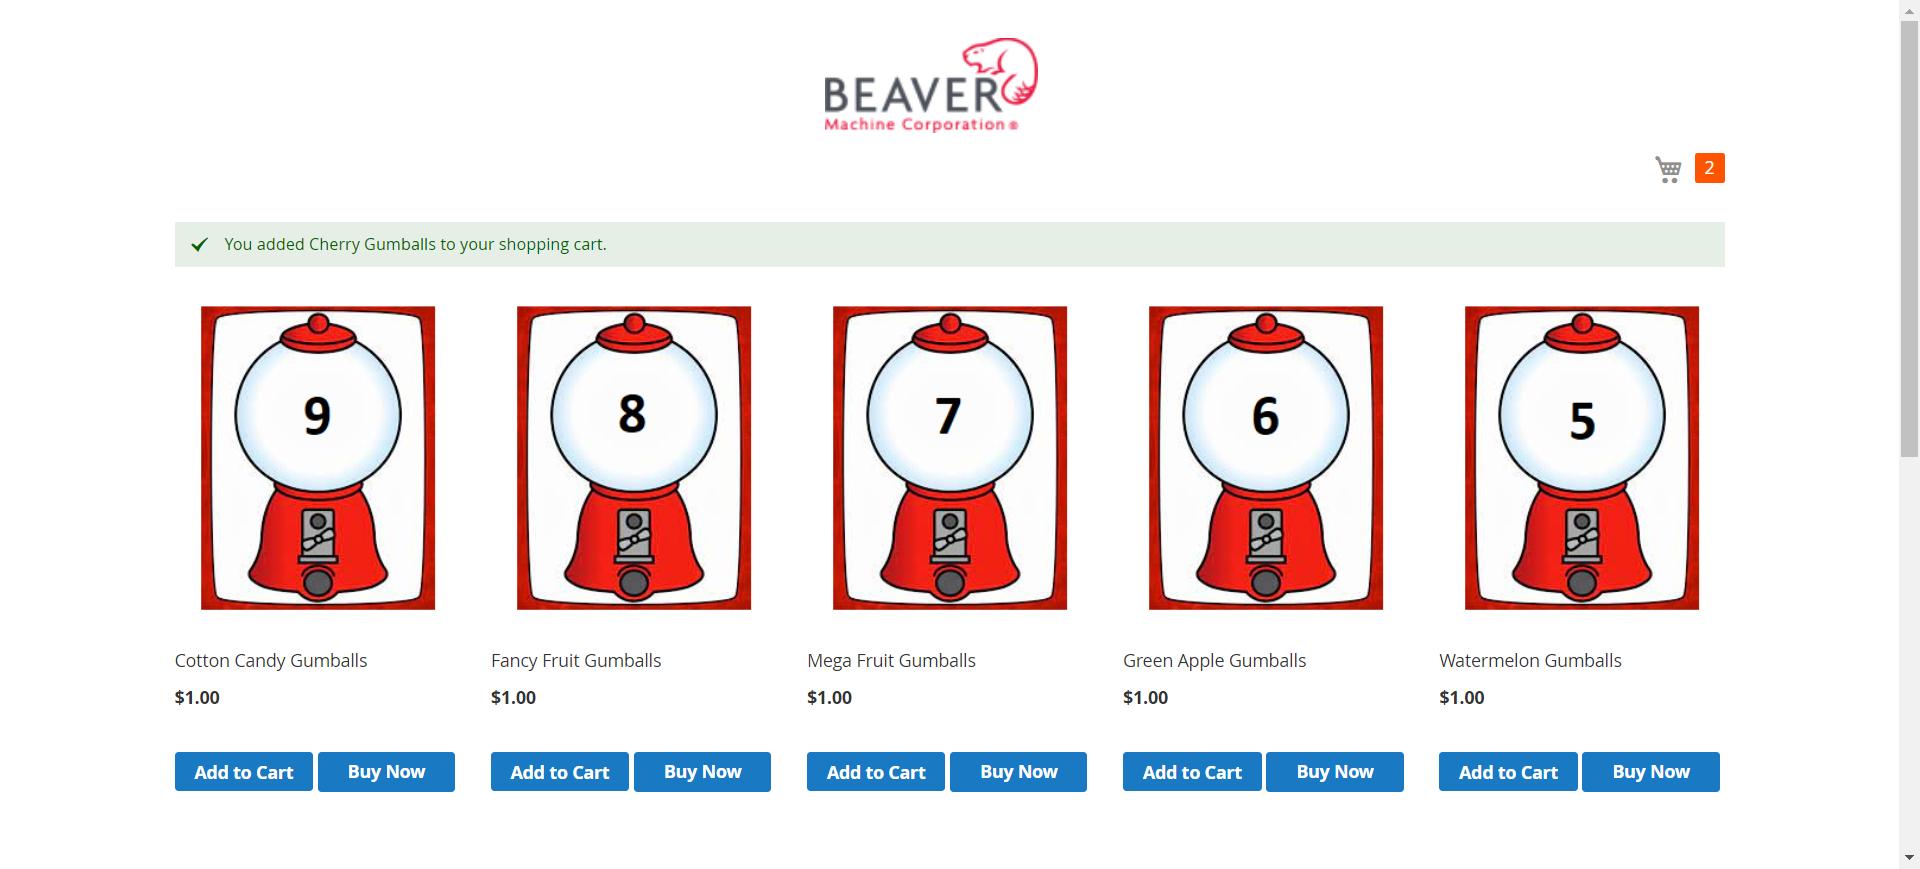 BEAVER
Machine Corporation ®
2
You added Cherry Gumballs to your shopping cart.
9 8 7 6 5
Cotton Candy Gumballs Fancy Fruit Gumballs Mega Fruit Gumballs Green Apple Gumballs Watermelon Gumballs
$1.00 $1.00 $1.00 $1.00 $1.00
Add to Cart Buy Now Add to Cart Buy Now Add to Cart Buy Now Add to Cart Buy Now Add to Cart Buy Now